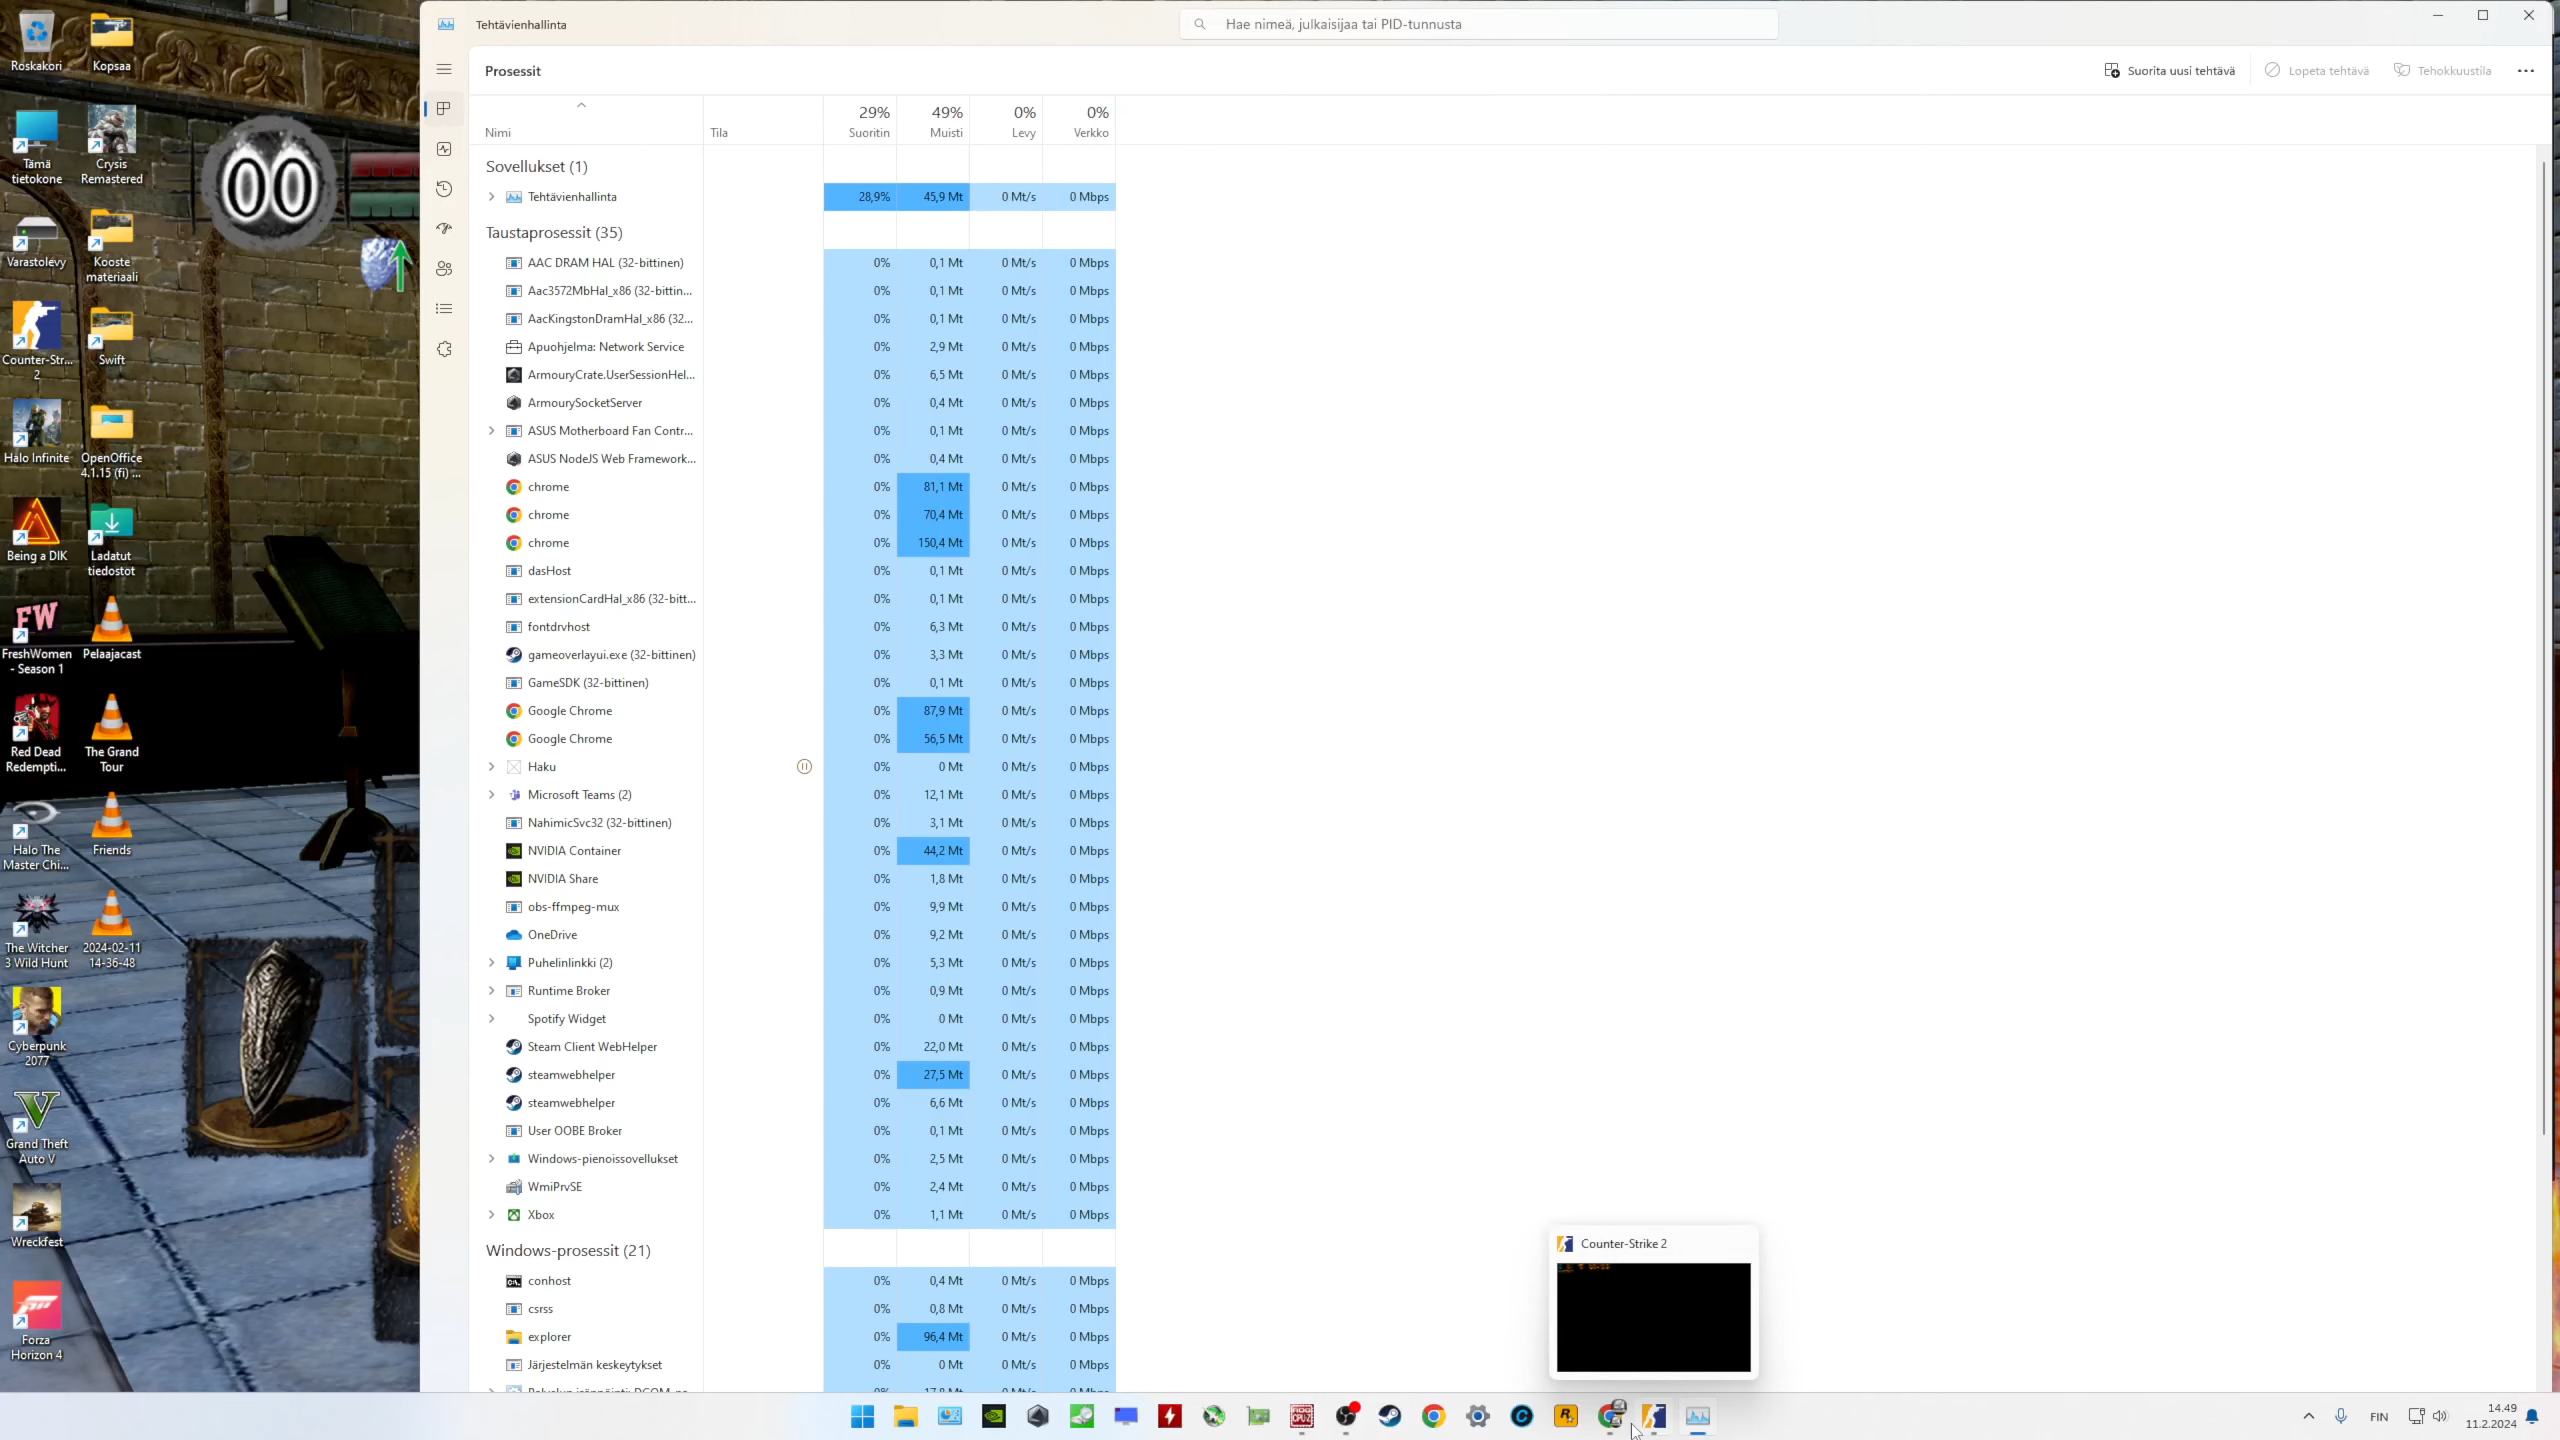 Roskakori
Kopsaa
Tämä
tietokone
Crysis
Remastered
Varastolevy
Kooste
materiaali
Counter-Str...
2
Swift
Halo Infinite
OpenOffice
4.1.15 (fi) ...
Being a DIK
Ladatut
tiedostot
FW
FreshWomen
- Season 1
Pelaajacast
Red Dead
Redempti...
The Grand
Tour
Halo The
Master Chi...
Friends
The Witcher
3 Wild Hunt
2024-02-11
14-36-48
Cyberpunk
2077
Grand Theft
Auto V
Wreckfest
Forza
Horizon 4
00
Tehtävienhallinta
Hae nimeä, julkaisijaa tai PID-tunnusta
Prosessit
Suorita uusi tehtävä
Lopeta tehtävä
Tehokkuustila
29% 49% 0% 0%
Nimi Tila Suoritin Muisti Levy Verkko
Sovellukset (1)
Tehtävienhallinta 28,9% 45,9 Mt 0 Mt/s 0 Mbps
Taustaprosessit (35)
AAC DRAM HAL (32-bittinen) 0% 0,1 Mt 0 Mt/s 0 Mbps
Aac3572MbHal_x86 (32-bittin... 0% 0,1 Mt 0 Mt/s 0 Mbps
AacKingstonDramHal_x86 (32... 0% 0,1 Mt 0 Mt/s 0 Mbps
Apuohjelma: Network Service 0% 2,9 Mt 0 Mt/s 0 Mbps
ArmouryCrate.UserSessionHel... 0% 6,5 Mt 0 Mt/s 0 Mbps
ArmourySocketServer 0% 0,4 Mt 0 Mt/s 0 Mbps
ASUS Motherboard Fan Contr... 0% 0,1 Mt 0 Mt/s 0 Mbps
ASUS NodeJS Web Framework... 0% 0,4 Mt 0 Mt/s 0 Mbps
chrome 0% 81,1 Mt 0 Mt/s 0 Mbps
chrome 0% 70,4 Mt 0 Mt/s 0 Mbps
chrome 0% 150,4 Mt 0 Mt/s 0 Mbps
dasHost 0% 0,1 Mt 0 Mt/s 0 Mbps
extensionCardHal_x86 (32-bitt... 0% 0,1 Mt 0 Mt/s 0 Mbps
fontdrvhost 0% 6,3 Mt 0 Mt/s 0 Mbps
gameoverlayui.exe (32-bittinen) 0% 3,3 Mt 0 Mt/s 0 Mbps
GameSDK (32-bittinen) 0% 0,1 Mt 0 Mt/s 0 Mbps
Google Chrome 0% 87,9 Mt 0 Mt/s 0 Mbps
Google Chrome 0% 56,5 Mt 0 Mt/s 0 Mbps
Haku 0% 0 Mt 0 Mt/s 0 Mbps
Microsoft Teams (2) 0% 12,1 Mt 0 Mt/s 0 Mbps
NahimicSvc32 (32-bittinen) 0% 3,1 Mt 0 Mt/s 0 Mbps
NVIDIA Container 0% 44,2 Mt 0 Mt/s 0 Mbps
NVIDIA Share 0% 1,8 Mt 0 Mt/s 0 Mbps
obs-ffmpeg-mux 0% 9,9 Mt 0 Mt/s 0 Mbps
OneDrive 0% 9,2 Mt 0 Mt/s 0 Mbps
Puhelinlinkki (2) 0% 5,3 Mt 0 Mt/s 0 Mbps
Runtime Broker 0% 0,9 Mt 0 Mt/s 0 Mbps
Spotify Widget 0% 0 Mt 0 Mt/s 0 Mbps
Steam Client WebHelper 0% 22,0 Mt 0 Mt/s 0 Mbps
steamwebhelper 0% 27,5 Mt 0 Mt/s 0 Mbps
steamwebhelper 0% 6,6 Mt 0 Mt/s 0 Mbps
User OOBE Broker 0% 0,1 Mt 0 Mt/s 0 Mbps
Windows-pienoissovellukset 0% 2,5 Mt 0 Mt/s 0 Mbps
WmiPrvSE 0% 2,4 Mt 0 Mt/s 0 Mbps
Xbox 0% 1,1 Mt 0 Mt/s 0 Mbps
Windows-prosessit (21)
conhost 0% 0,4 Mt 0 Mt/s 0 Mbps
csrss 0% 0,8 Mt 0 Mt/s 0 Mbps
explorer 0% 96,4 Mt 0 Mt/s 0 Mbps
Järjestelmän keskeytykset 0% 0 Mt 0 Mt/s 0 Mbps
Counter-Strike 2
FIN
14.49
11.2.2024